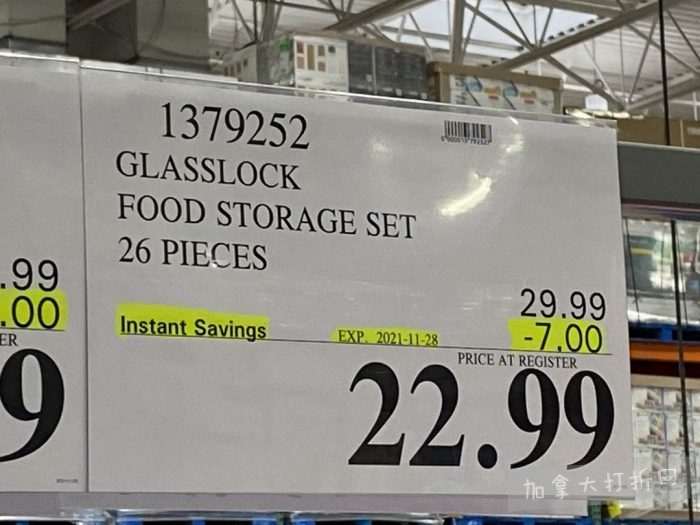 1379252
GLASSLOCK
FOOD STORAGE SET
26 PIECES
29.99
Instant Savings EXP. 2021-11-28 -7.00
PRICE AT REGISTER
22.99
.99
.00
ER
9
加拿大打折巴